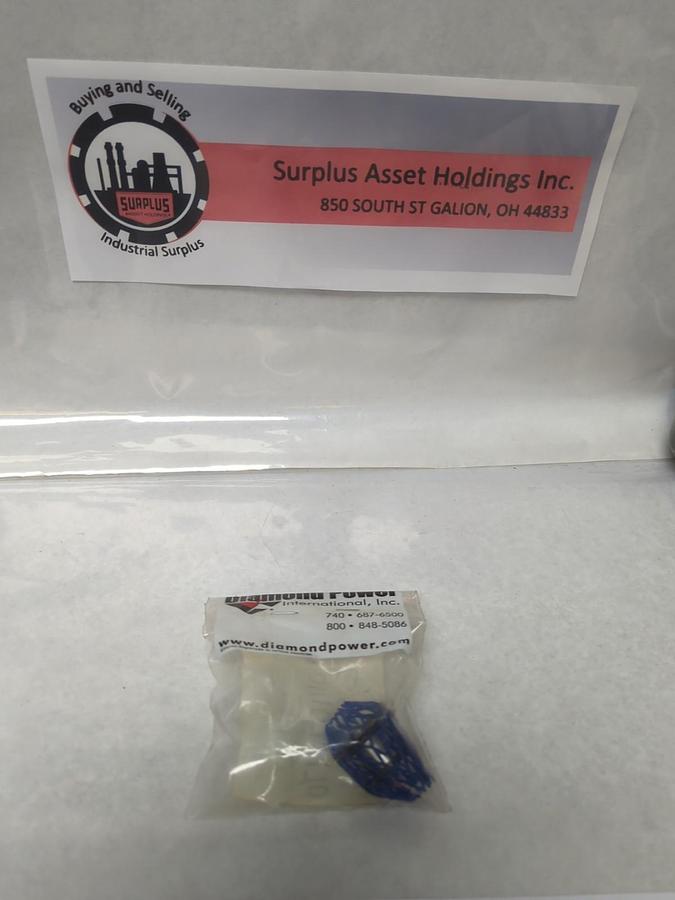 Buying and Selling
SURPLUS
Industrial Surplus
Surplus Asset Holdings Inc.
850 SOUTH ST GALION, OH 44833
Diamond Power
International, Inc.
740 • 687-6500
800 • 848-5086
www.diamondpower.com